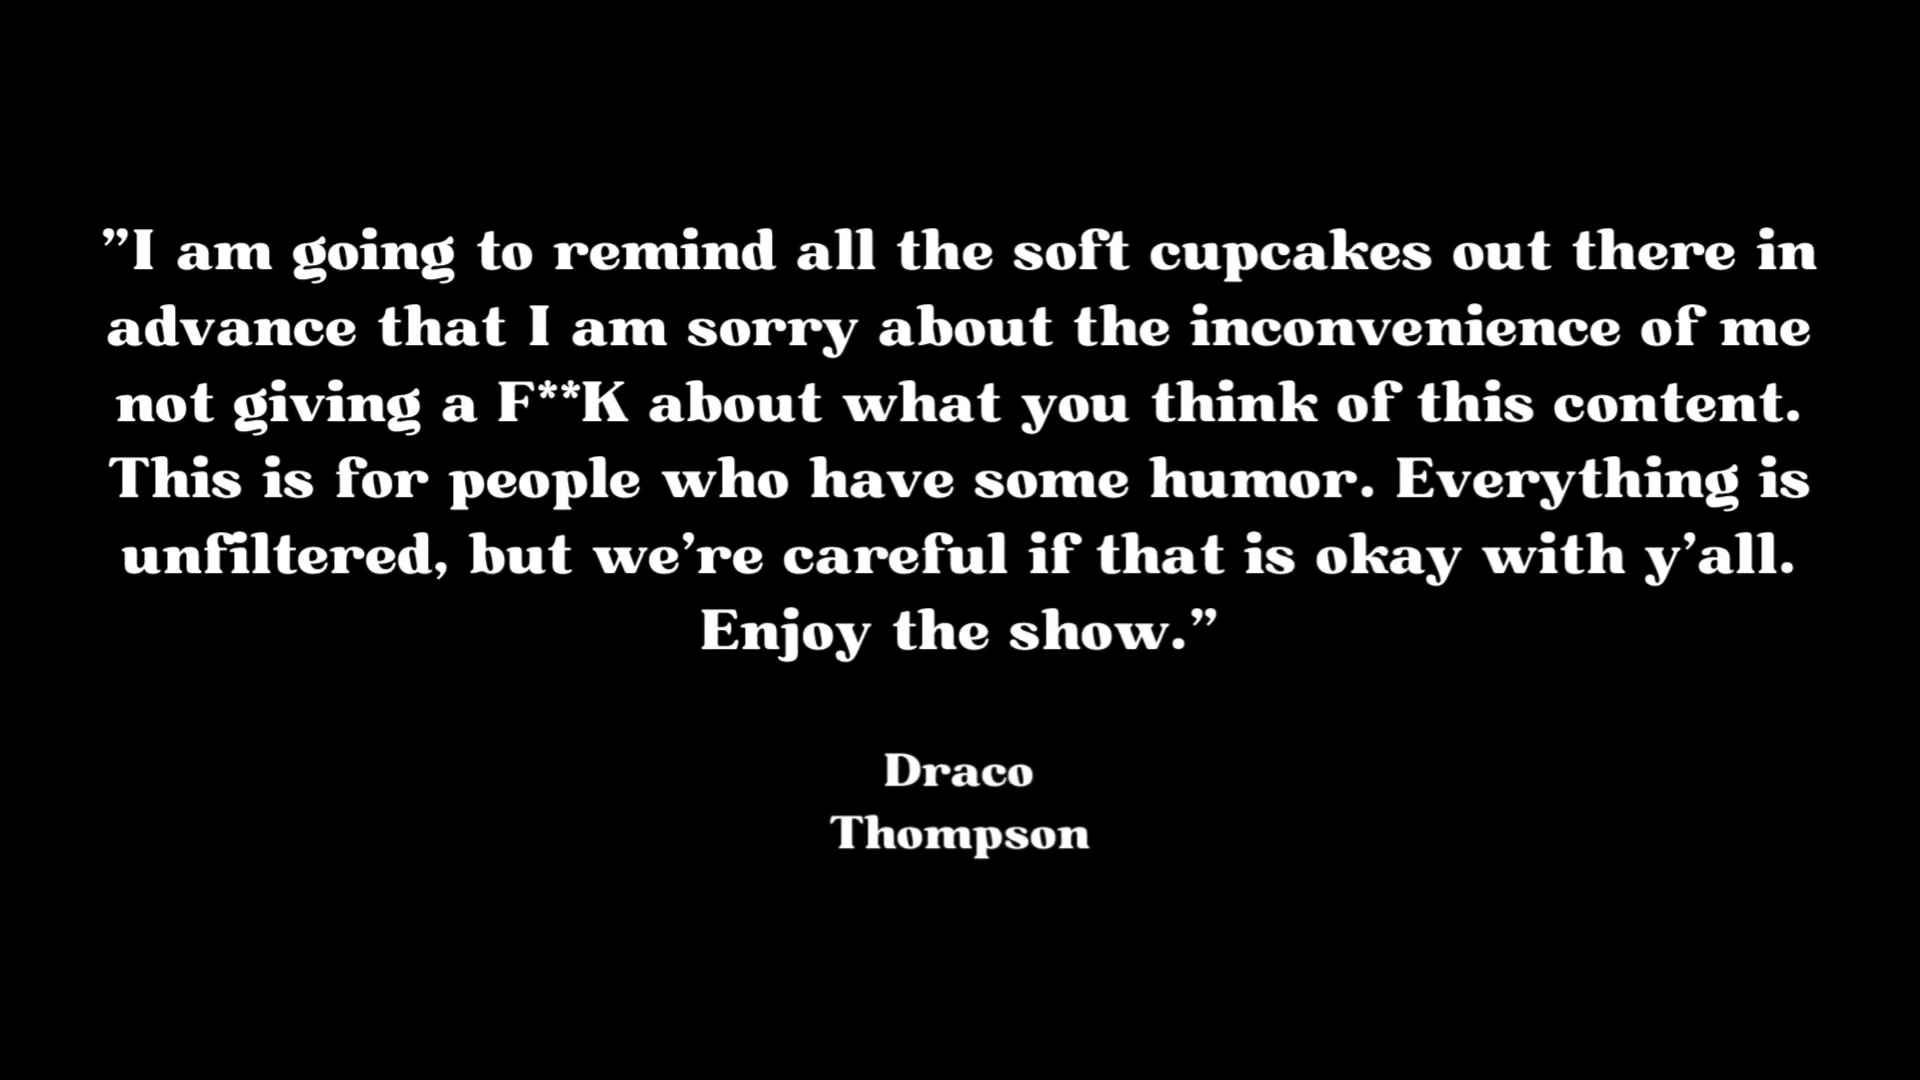 ”I am going to remind all the soft cupcakes out there in
advance that I am sorry about the inconvenience of me
not giving a F**K about what you think of this content.
This is for people who have some humor. Everything is
unfiltered, but we’re careful if that is okay with y’all.
Enjoy the show.”
Draco
Thompson